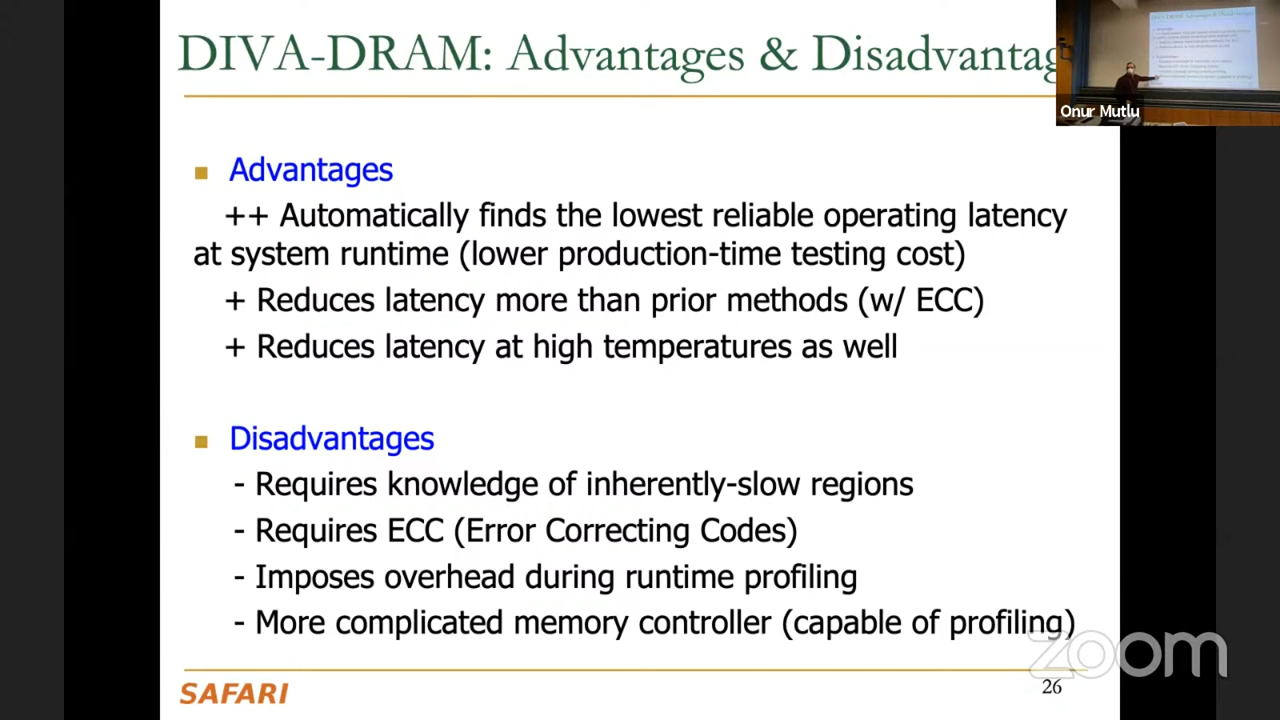 DIVA-DRAM: Advantages & Disadvantag
Onur Mutlu
Advantages
++ Automatically finds the lowest reliable operating latency
at system runtime (lower production-time testing cost)
+ Reduces latency more than prior methods (w/ ECC)
+ Reduces latency at high temperatures as well
Disadvantages
- Requires knowledge of inherently-slow regions
- Requires ECC (Error Correcting Codes)
- Imposes overhead during runtime profiling
- More complicated memory controller (capable of profiling)
zoom
SAFARI
26